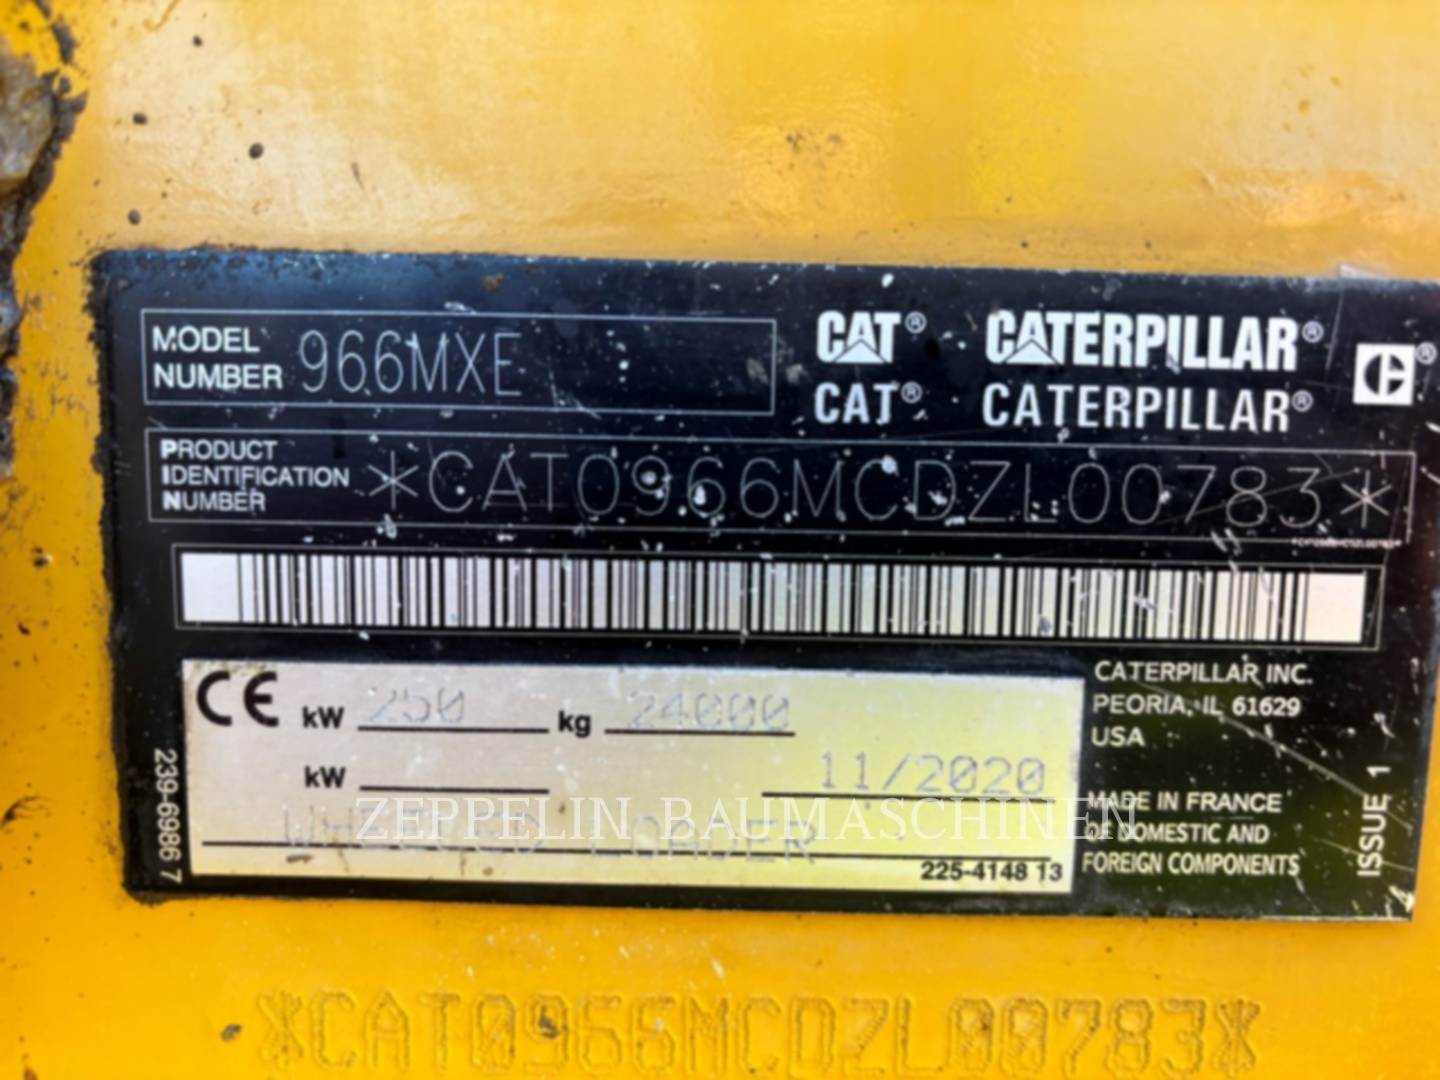 MODEL NUMBER 966MXE
CAT® CATERPILLAR®
CAT® CATERPILLAR®
PRODUCT IDENTIFICATION NUMBER *CAT0966MCDZL00783*
CE kW 250 kg 24000
kW 11/2020
WHEELED LOADER
225-4148 13
239-6986 7
CATERPILLAR INC.
PEORIA, IL 61629
USA
MADE IN FRANCE
OF DOMESTIC AND
FOREIGN COMPONENTS
ISSUE 1
ZEPPELIN BAUMASCHINEN
*CAT0966MCDZL00783*